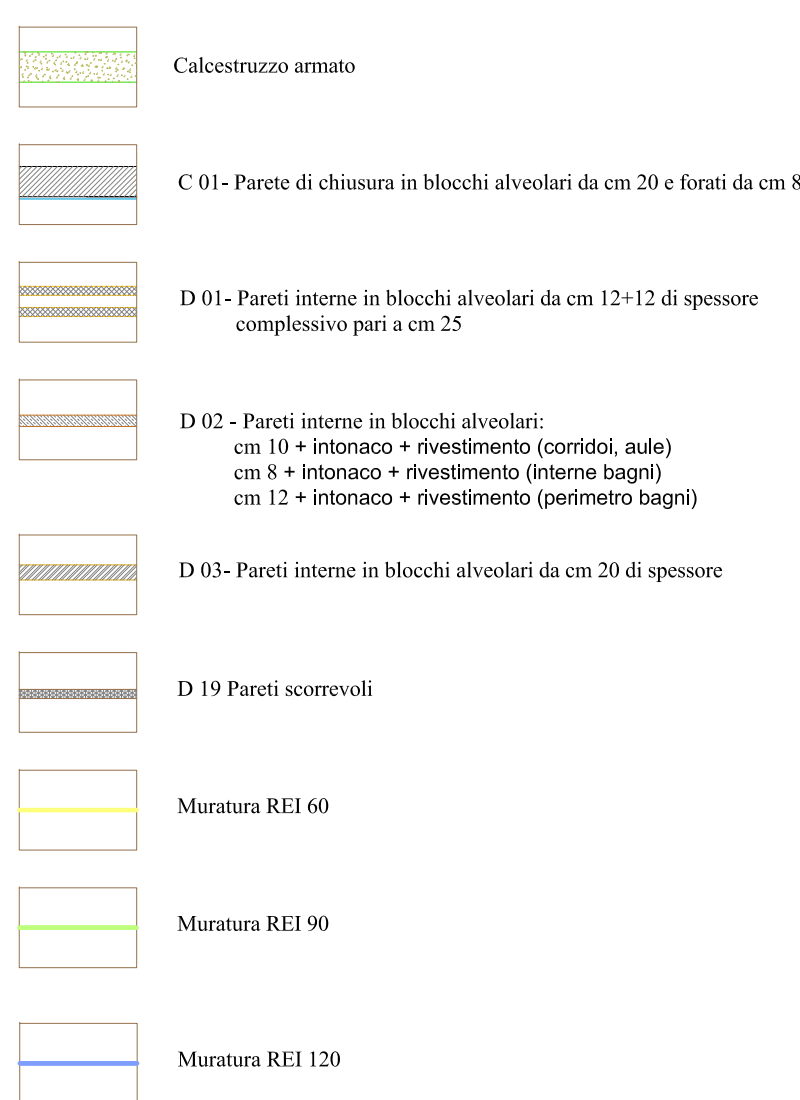 Calcestruzzo armato
C 01- Parete di chiusura in blocchi alveolari da cm 20 e forati da cm 8
D 01- Pareti interne in blocchi alveolari da cm 12+12 di spessore
complessivo pari a cm 25
D 02 - Pareti interne in blocchi alveolari:
cm 10 + intonaco + rivestimento (corridoi, aule)
cm 8 + intonaco + rivestimento (interne bagni)
cm 12 + intonaco + rivestimento (perimetro bagni)
D 03- Pareti interne in blocchi alveolari da cm 20 di spessore
D 19 Pareti scorrevoli
Muratura REI 60
Muratura REI 90
Muratura REI 120